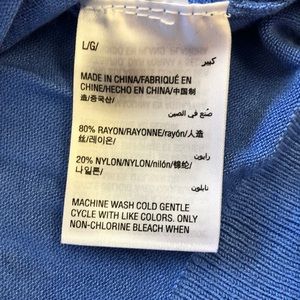 L/G/ كبير
MADE IN CHINA/FABRIQUÉ EN
CHINE/HECHO EN CHINA/中国制
造/중국산/
صنع في الصين
80% RAYON/RAYONNE/rayón/人造
丝/레이온/ رايون
20% NYLON/NYLON/nilón/锦纶/
나일론/ نايلون
MACHINE WASH COLD GENTLE
CYCLE WITH LIKE COLORS. ONLY
NON-CHLORINE BLEACH WHEN